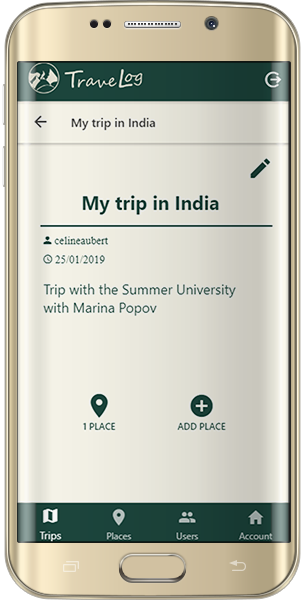 TraveLog
My trip in India
My trip in India
celineaubert
25/01/2019
Trip with the Summer University
with Marina Popov
1 PLACE
ADD PLACE
Trips
Places
Users
Account